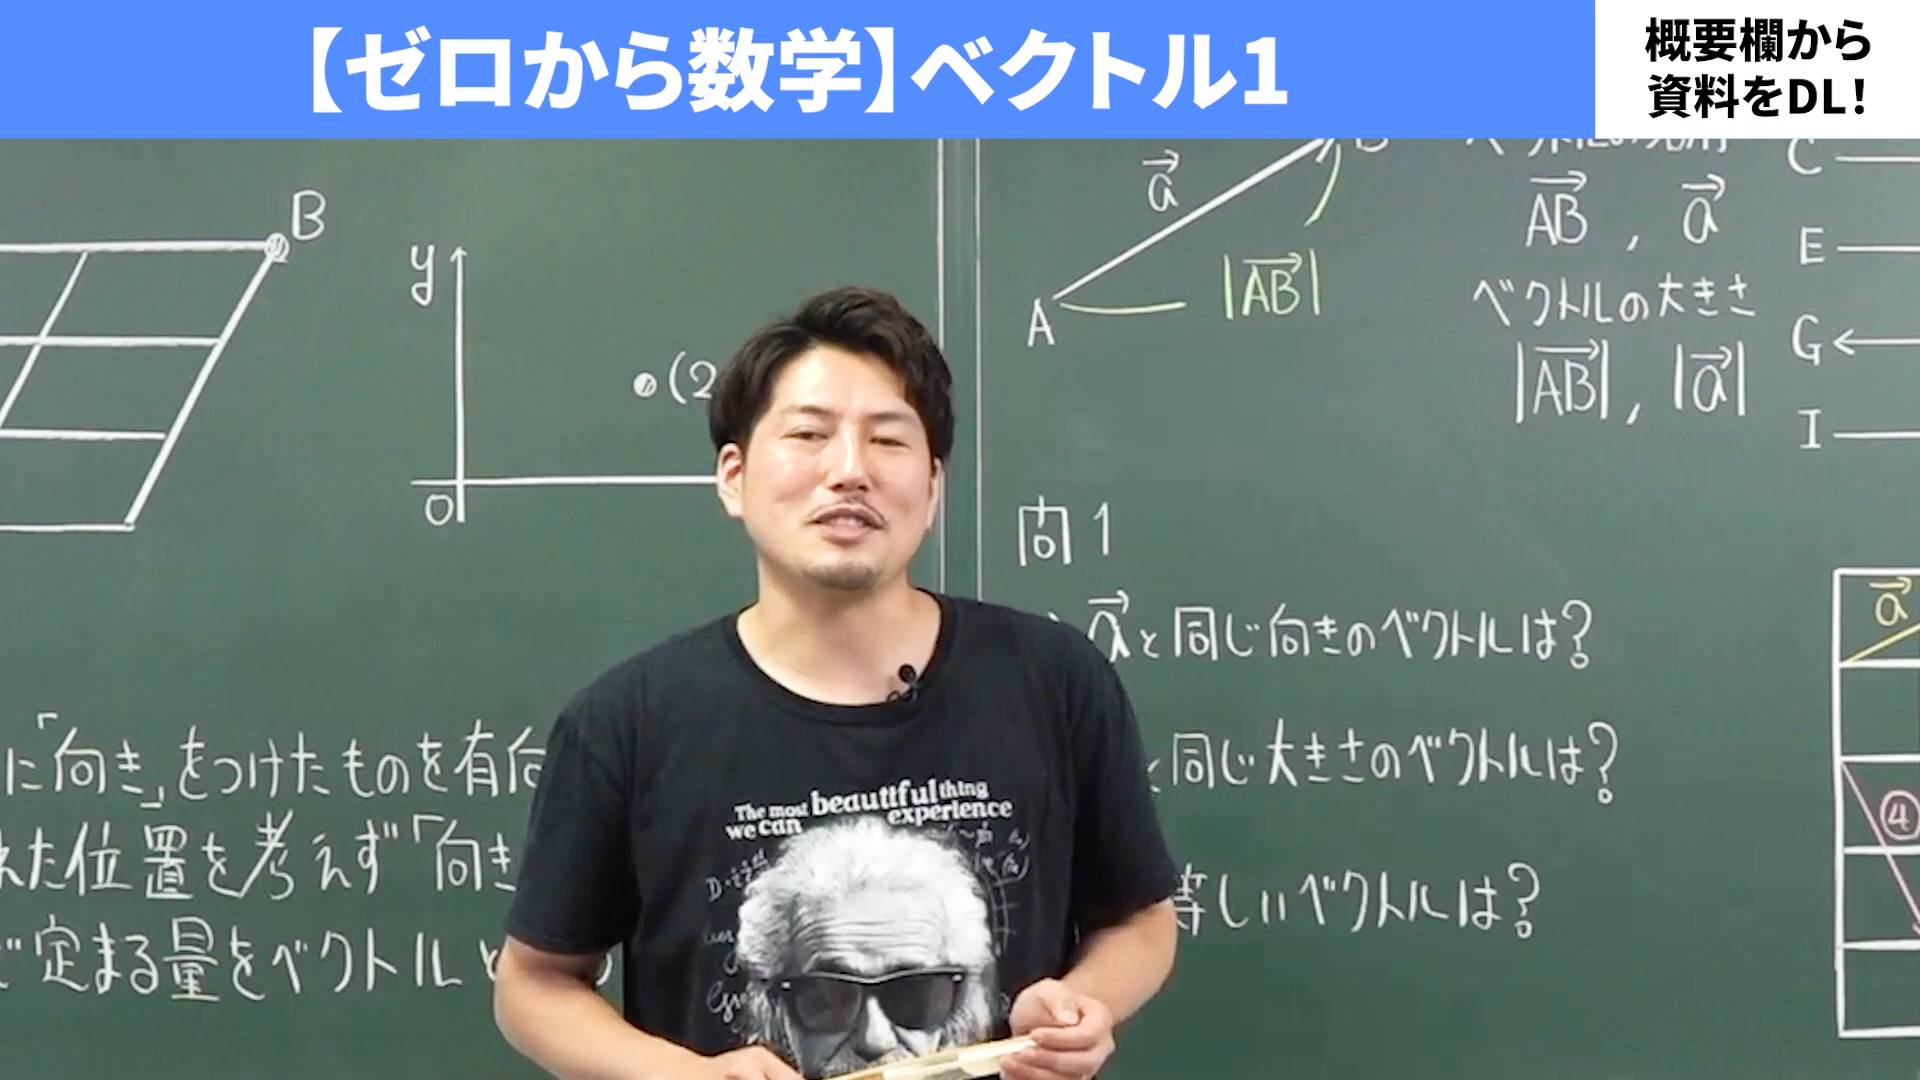 【ゼロから数学】ベクトル1
概要欄から
資料をDL!
B
y
(2
O
に「向き」をつけたものを有向
た位置を考えず「向き
定まる量をベクトルと
a
A
|AB|
AB , a
ベクトルの大きさ
|AB| , |a|
C
E
G
I
問1
aと同じ向きのベクトルは?
と同じ大きさのベクトルは?
等しいベクトルは?
a
④
The most beautiful thing
we can experience